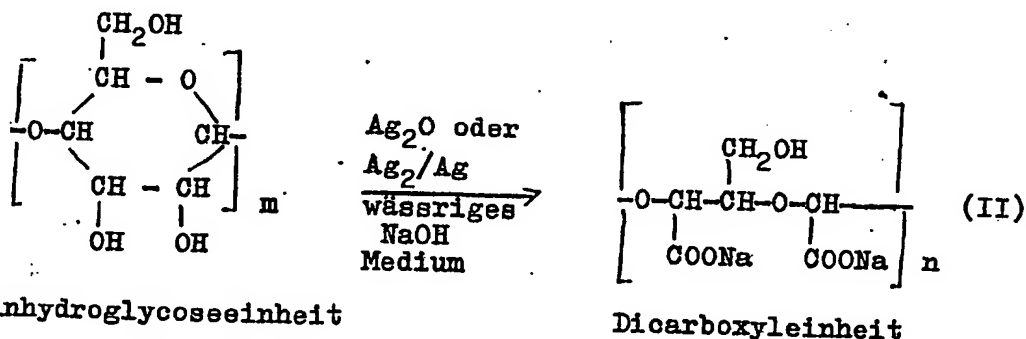 CH₂OH
CH - O
-O-CH CH-
CH - CH
OH OH
m
Ag₂O oder
Ag₂/Ag
wässriges
NaOH
Medium
CH₂OH
-O-CH-CH-O-CH- (II)
COONa COONa
n
nhydroglycoseeinheit
Dicarboxyleinheit